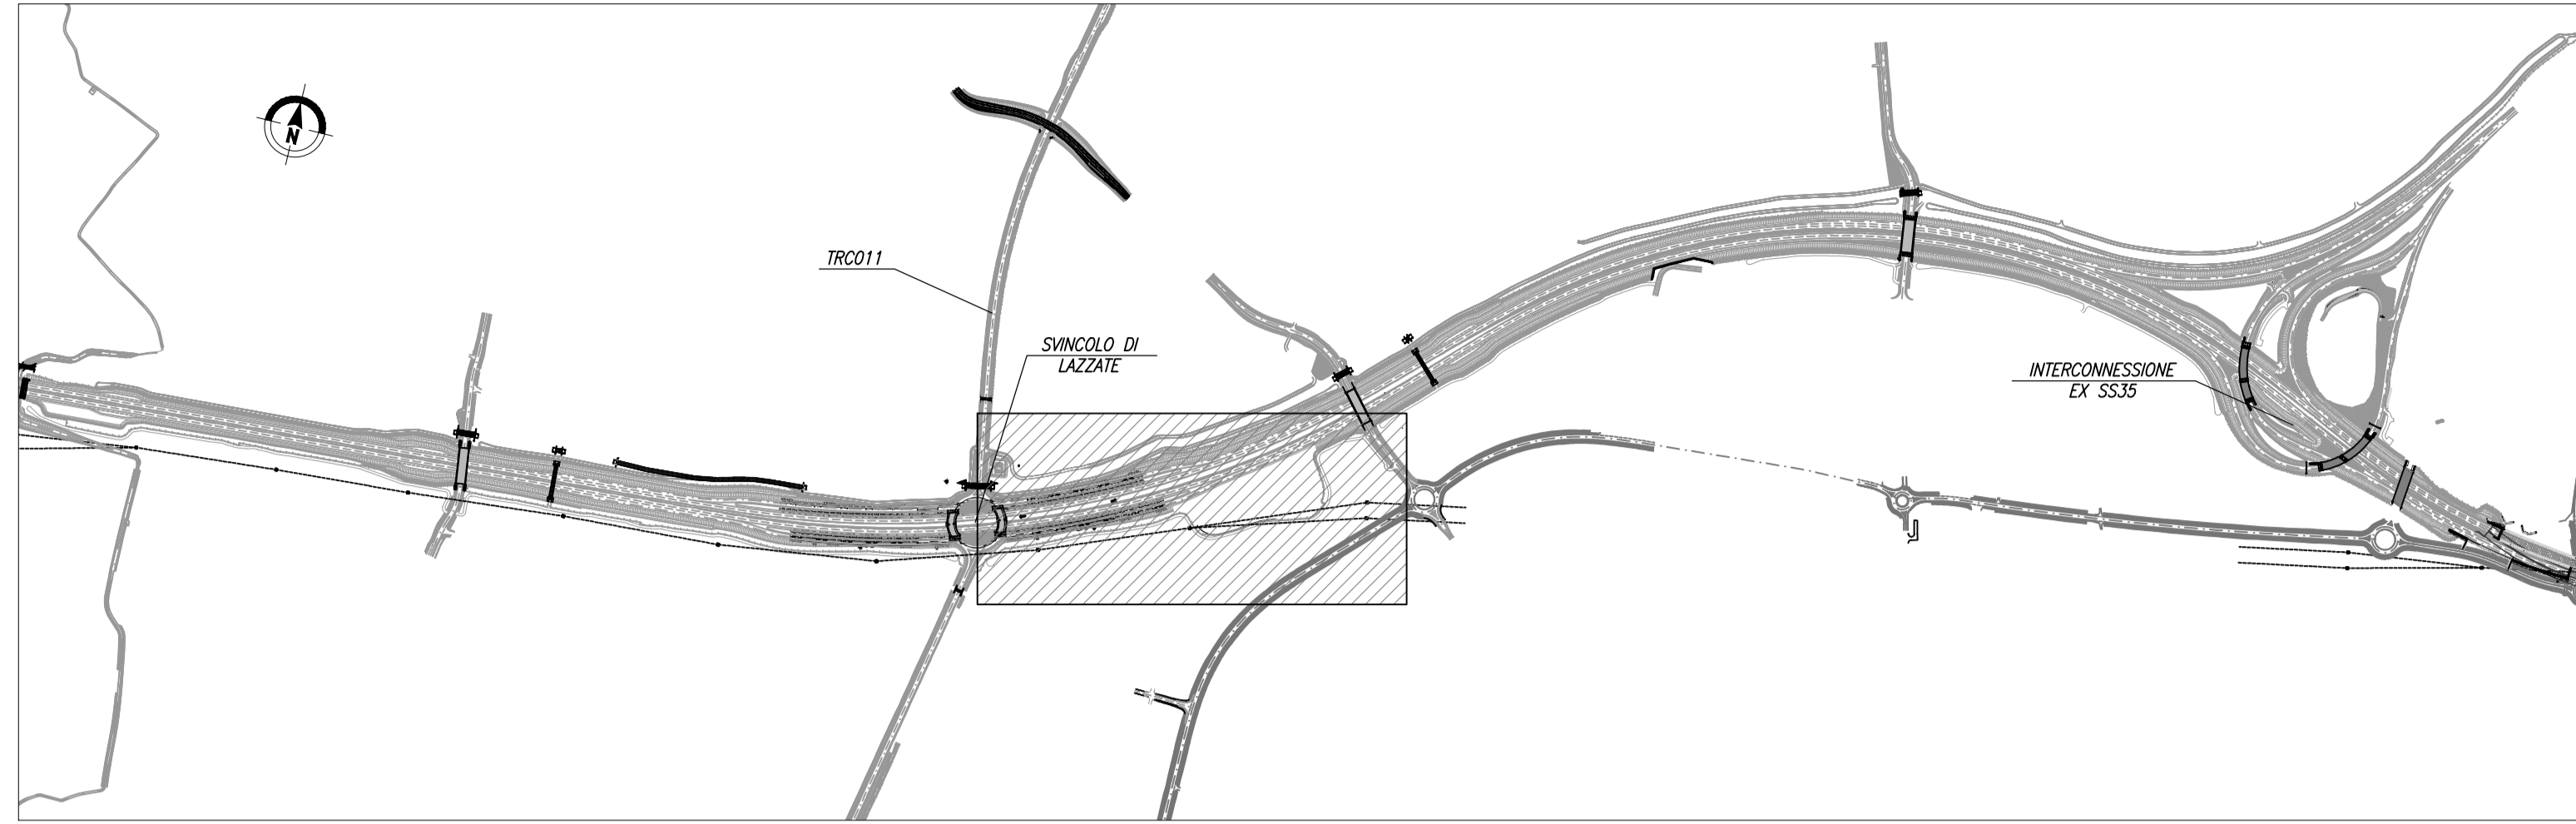 N
TRC011
SVINCOLO DI
LAZZATE
INTERCONNESSIONE
EX SS35